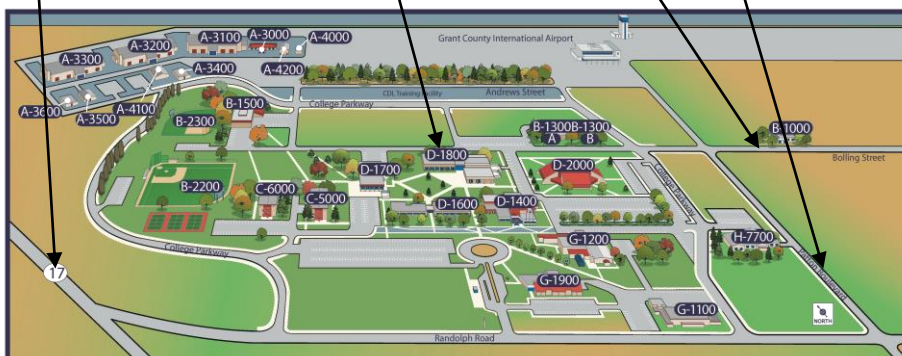 A-3300
A-3200
A-3100
A-3000
A-4000
A-4200
A-3400
A-3600
A-3500
A-4100
Grant County International Airport
CDL Training Facility
Andrews Street
College Parkway
B-1500
B-2300
B-1300
A
B-1300
B
B-1000
Bolling Street
D-1800
D-1700
D-2000
B-2200
C-6000
C-5000
D-1600
D-1400
College Parkway
G-1200
H-7700
College Parkway
17
G-1900
G-1100
NORTH
Randolph Road